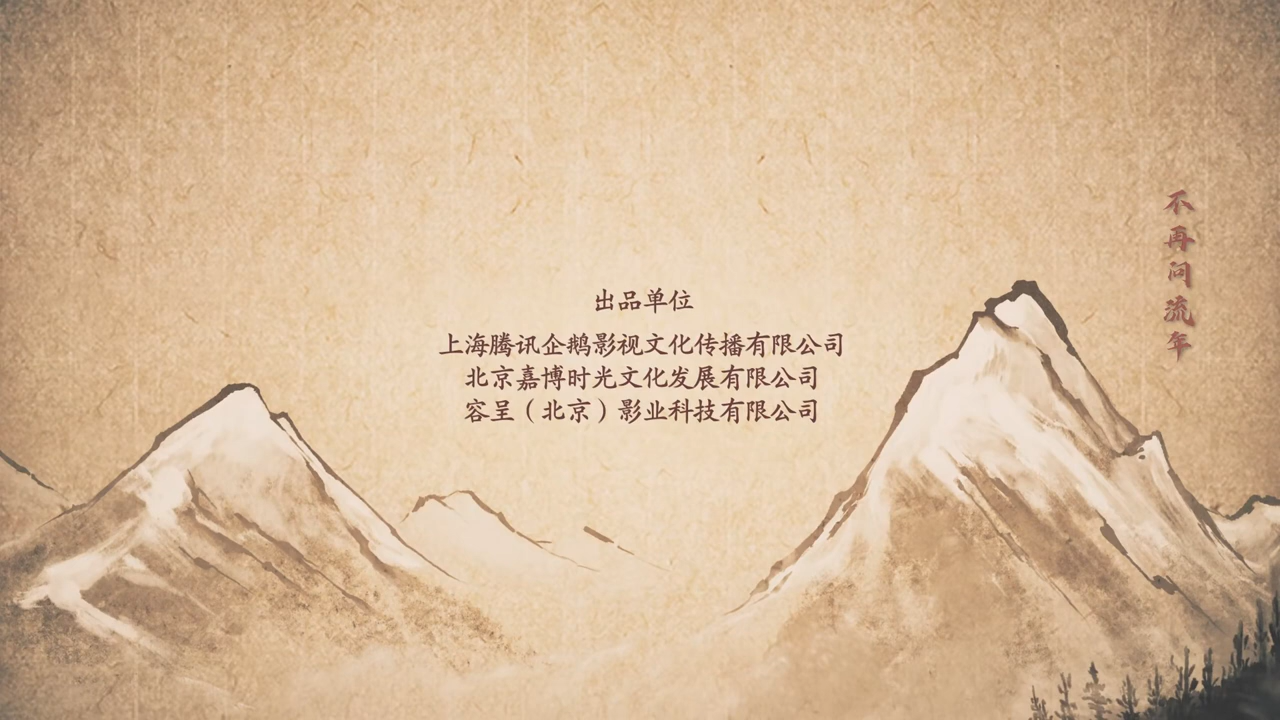 出品单位
上海腾讯企鹅影视文化传播有限公司
北京嘉博时光文化发展有限公司
容呈（北京）影业科技有限公司
不再问流年